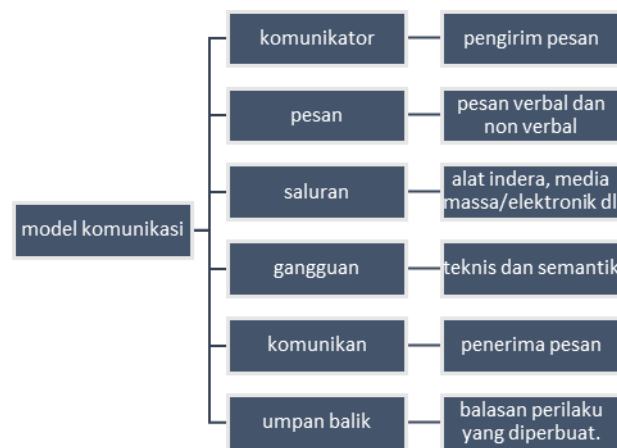 komunikator
pengirim pesan
pesan
pesan verbal dan
non verbal
saluran
alat indera, media
massa/elektronik dl
model komunikasi
gangguan
teknis dan semantik
komunikan
penerima pesan
umpan balik
balasan perilaku
yang diperbuat.